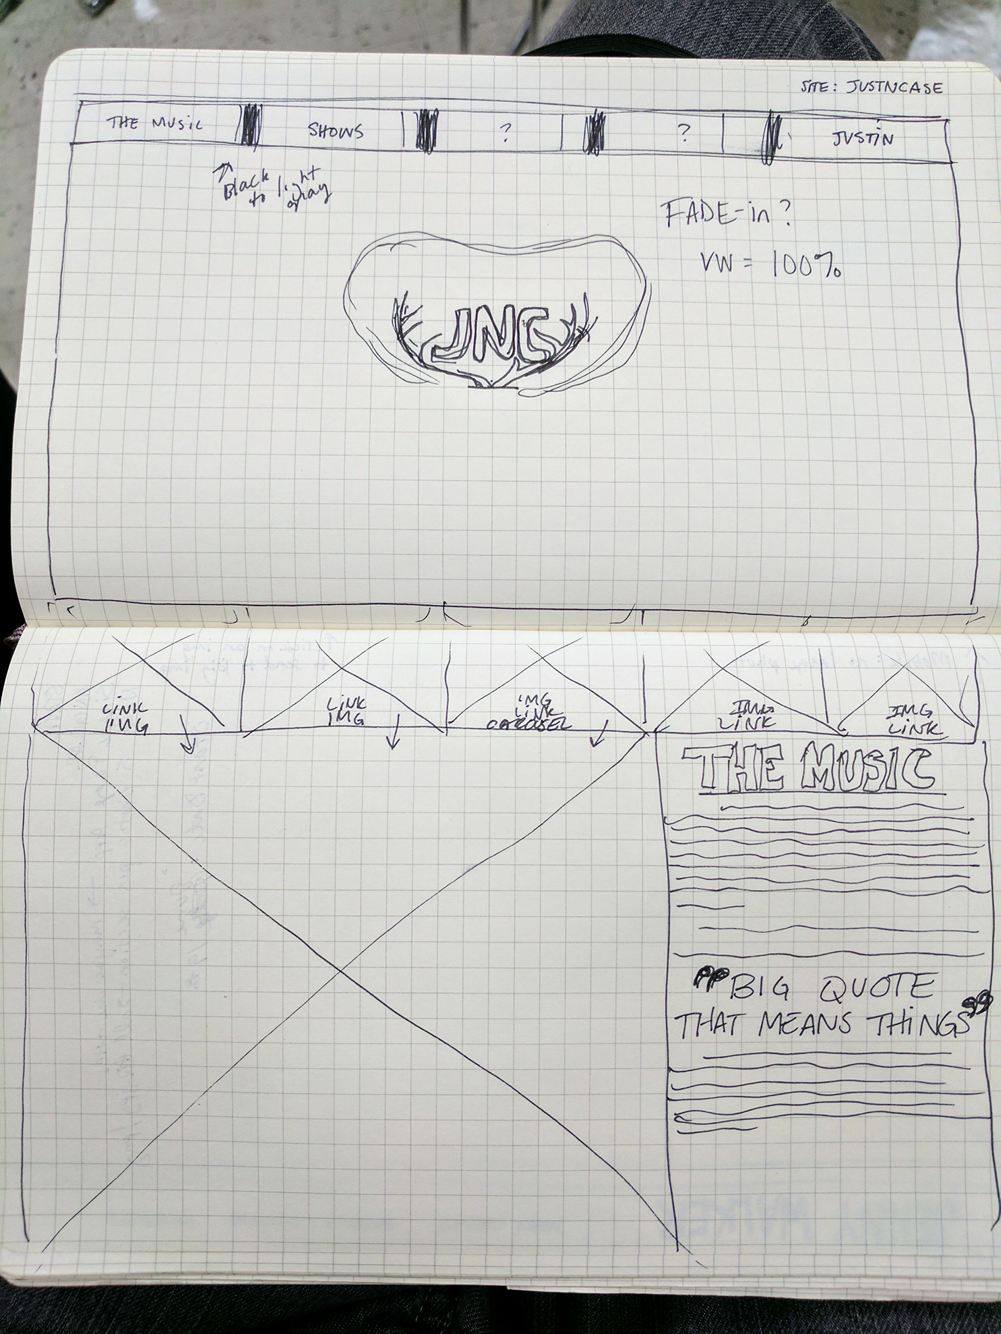 SITE: JUSTNCASE
THE MUSIC
SHOWS
?
?
JUSTIN
Black
to light
gray
FADE-in?
VW = 100%
JNC
LINK
IMG
LINK
IMG
IMG
LINK
CAROSEL
IMG
LINK
IMG
LINK
THE MUSIC
"BIG QUOTE
THAT MEANS THINGS"